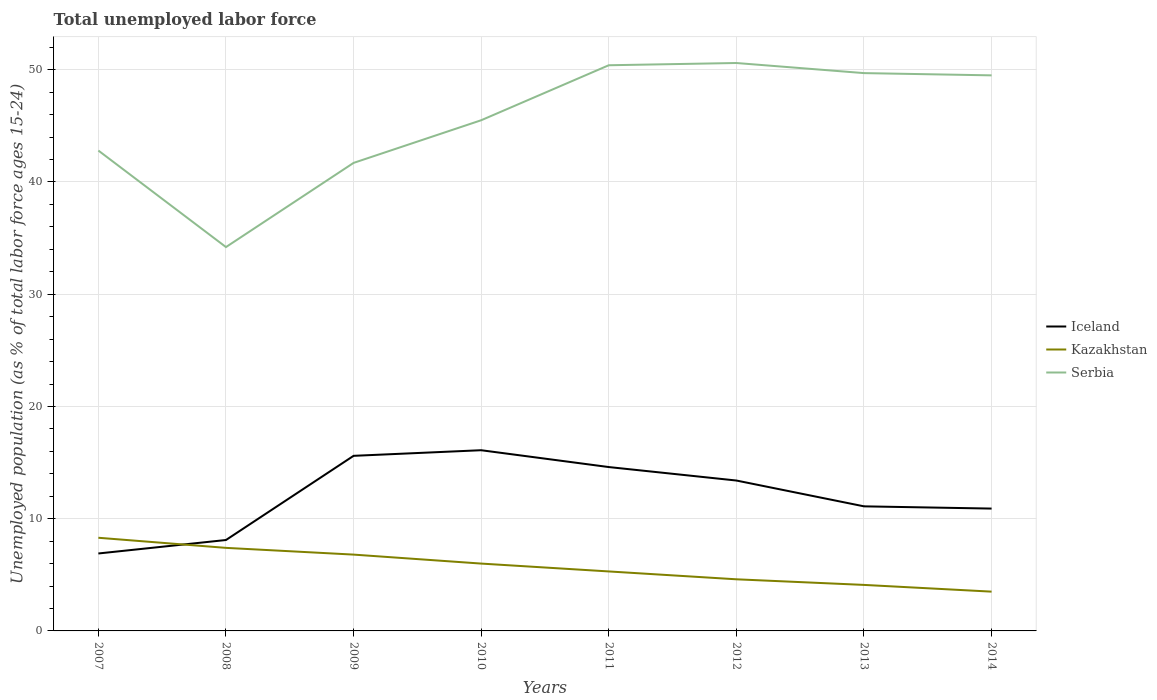 Total unemployed labor force
Unemployed population (as % of total labor force ages 15-24)
50
40
30
20
10
0
2007
2008
2009
2010
2011
2012
2013
2014
Years
Iceland
Kazakhstan
Serbia